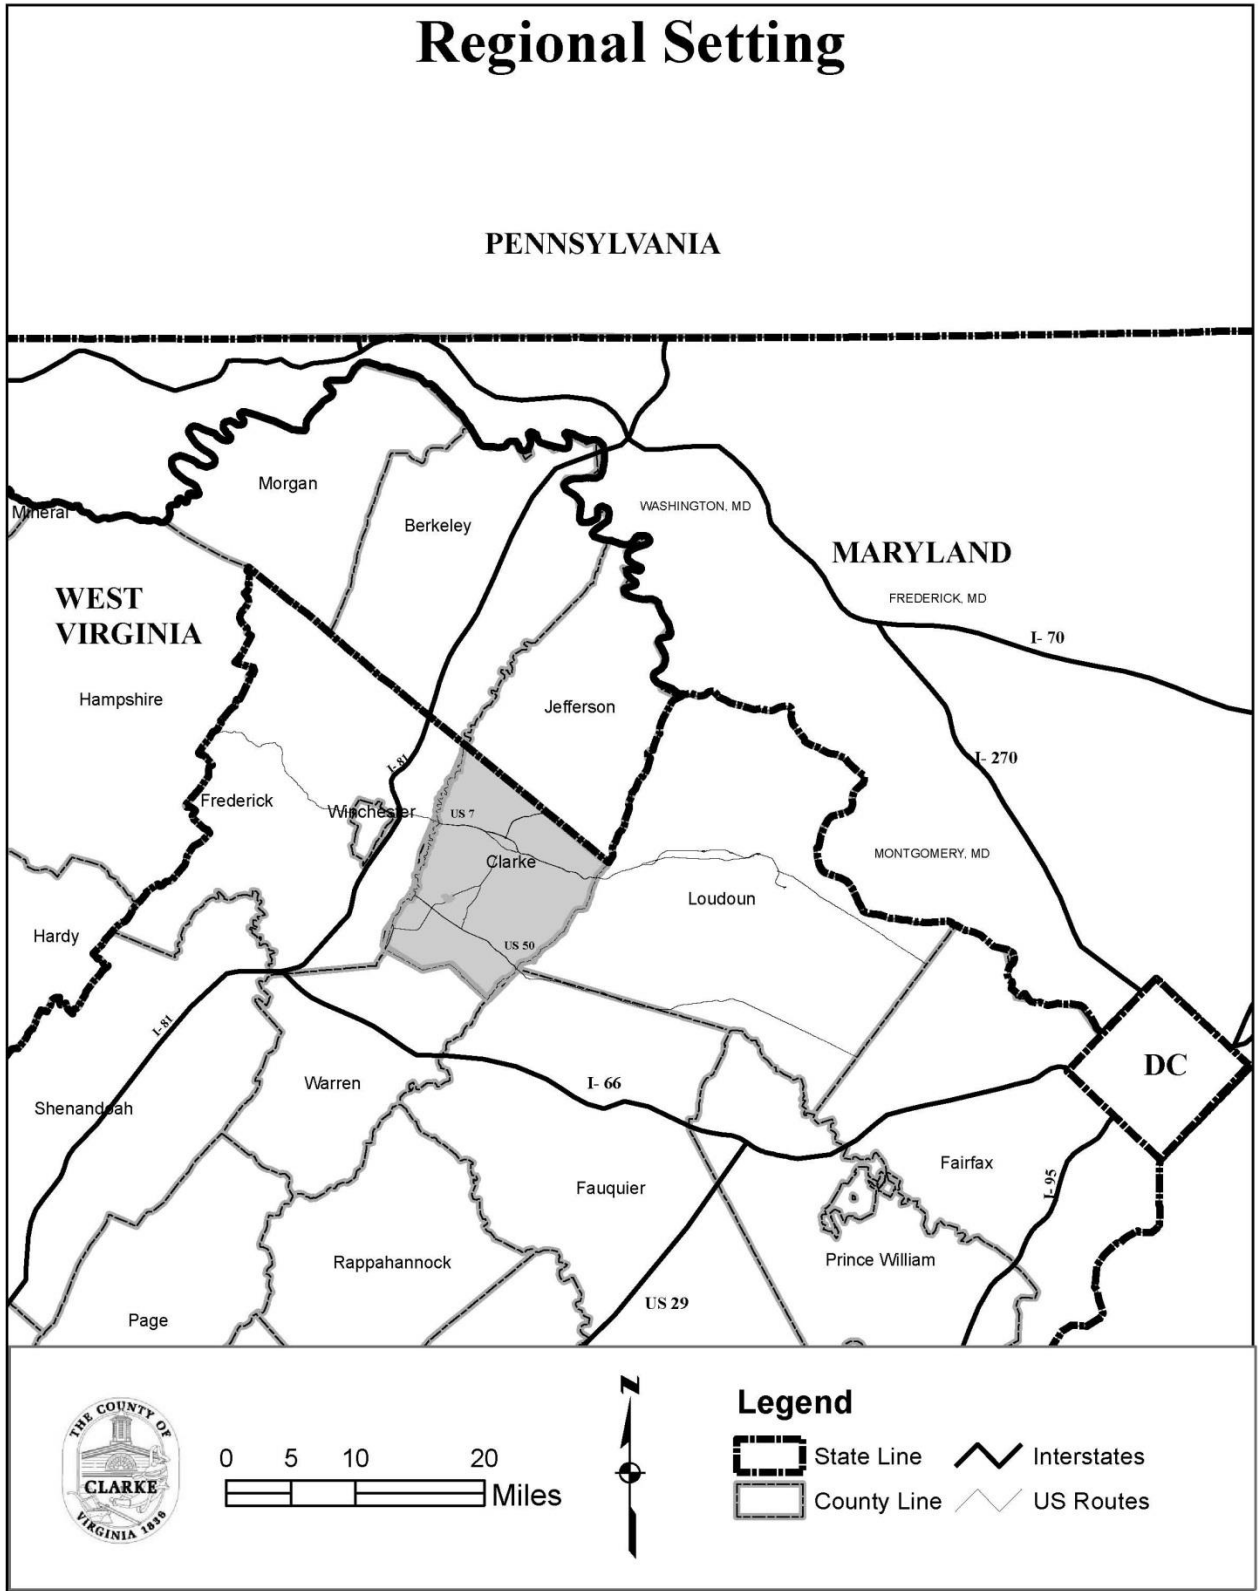 Regional Setting
PENNSYLVANIA
Morgan
Mineral
WASHINGTON, MD
Berkeley
MARYLAND
WEST
VIRGINIA
FREDERICK, MD
I- 70
Hampshire
Jefferson
I- 270
I- 81
Frederick
Winchester
US 7
Clarke
MONTGOMERY, MD
Loudoun
Hardy
US 50
I- 81
DC
Warren
I- 66
Shenandoah
Fairfax
Fauquier
I- 95
Rappahannock
Prince William
US 29
Page
THE COUNTY OF
CLARKE
VIRGINIA 1836
0 5 10 20
Miles
N
Legend
State Line
Interstates
County Line
US Routes